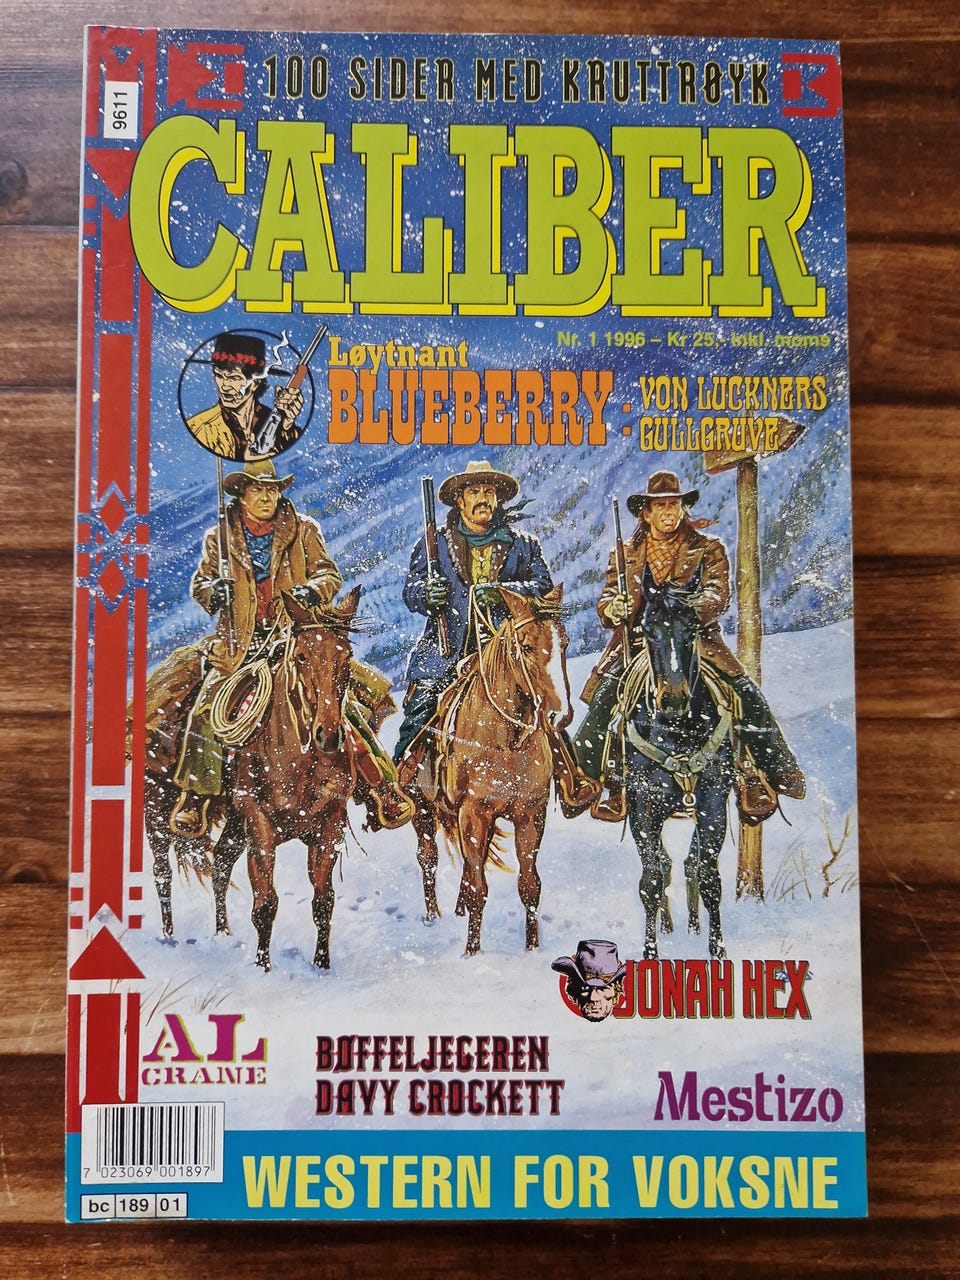 100 SIDER MED KRUTTRØYK
9611
CALIBER
Nr. 1 1996 – Kr 25,- inkl. moms
Løytnant
BLUEBERRY: VON LUCKNERS
GULLGRUVE
JONAH HEX
AL
CRANE
BØFFELJEGEREN
DAVY CROCKETT
Mestizo
7 023069 001897
bc 189 01
WESTERN FOR VOKSNE